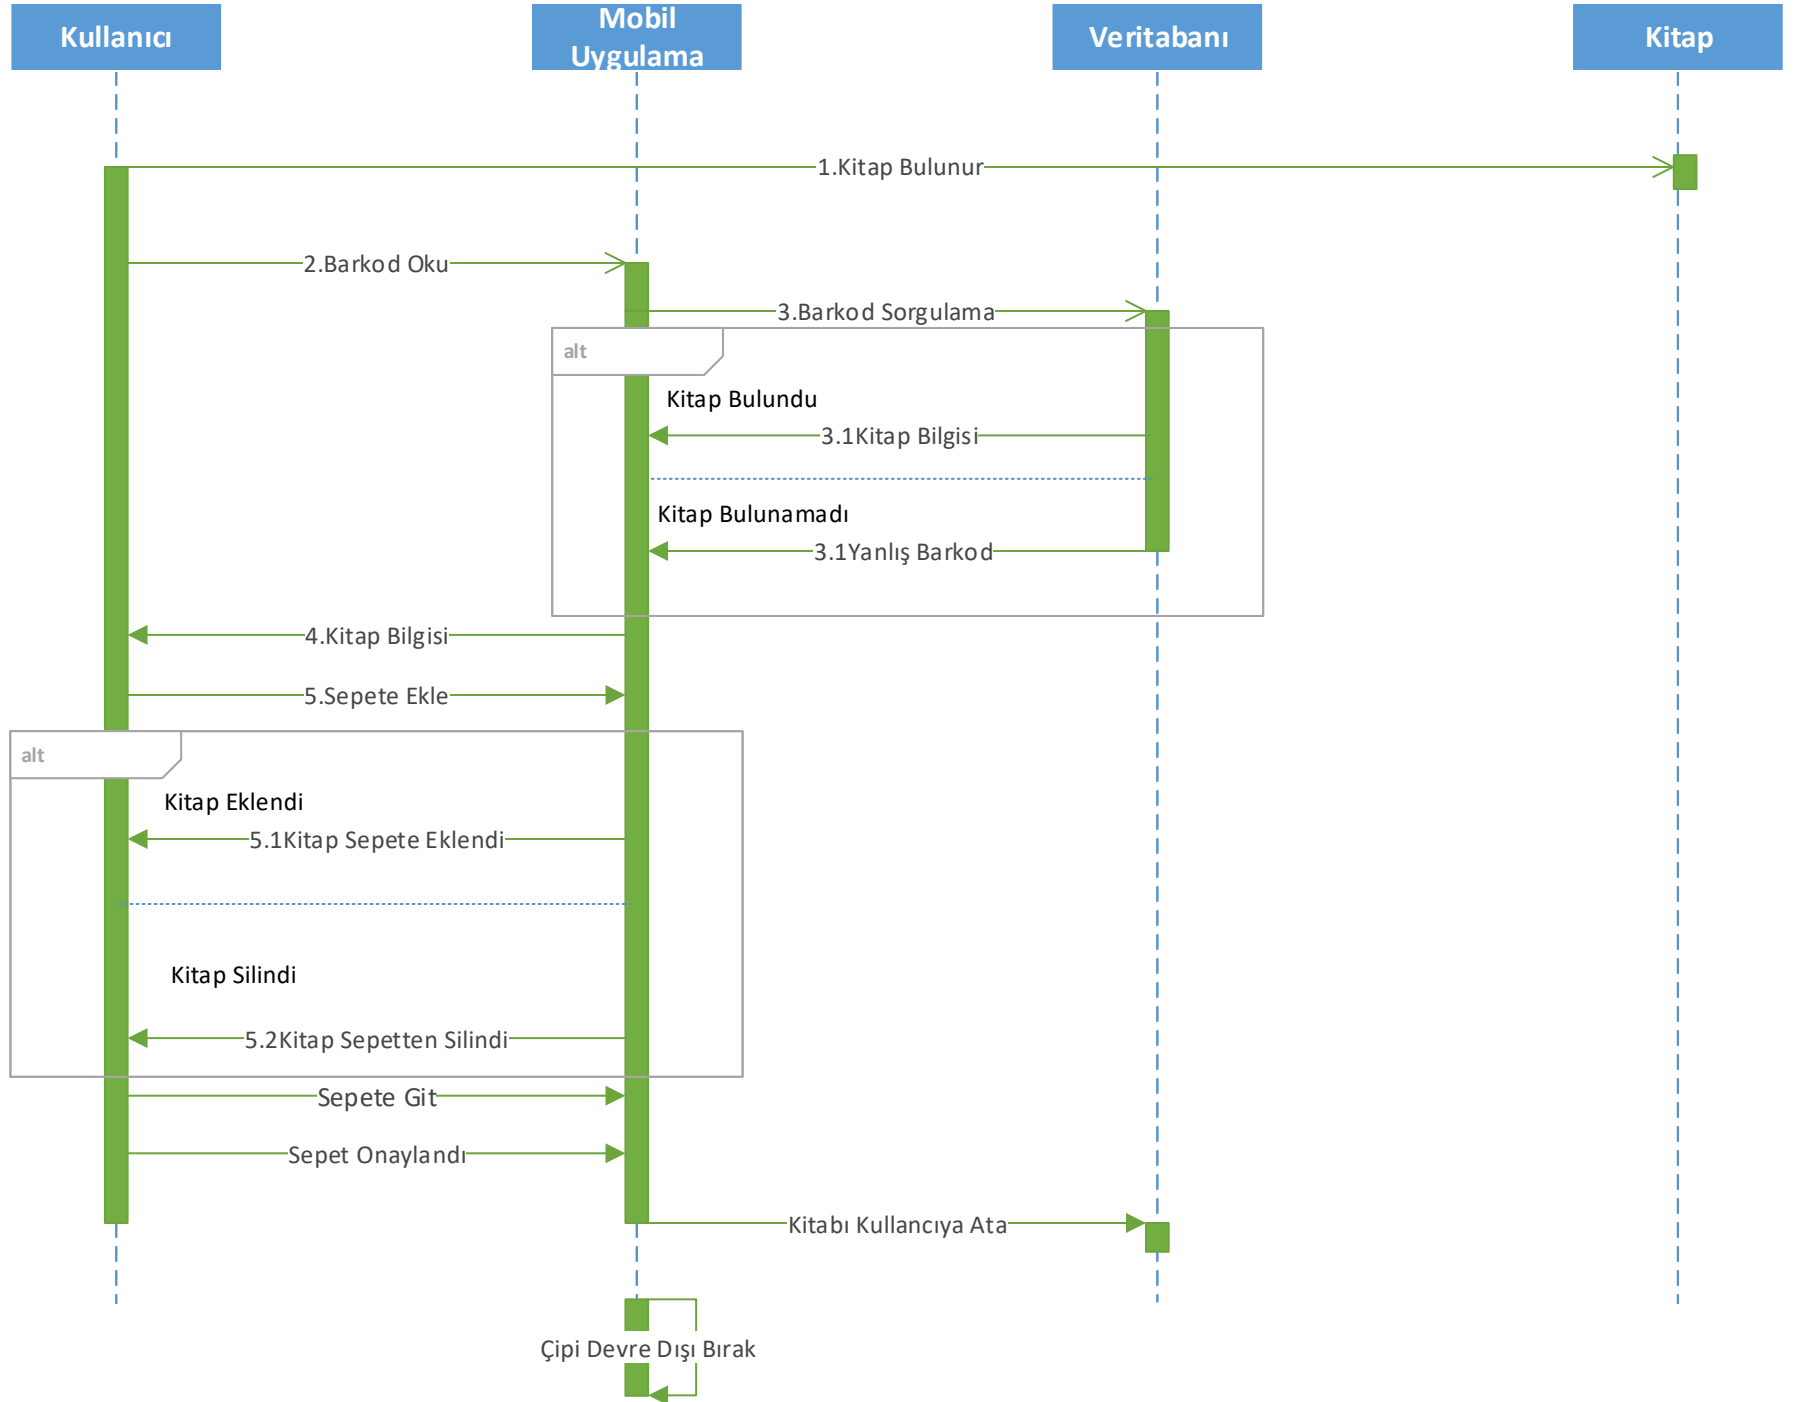 Kullanıcı
Mobil
Uygulama
Veritabanı
Kitap
1.Kitap Bulunur
2.Barkod Oku
3.Barkod Sorgulama
alt
Kitap Bulundu
3.1Kitap Bilgisi
Kitap Bulunamadı
3.1Yanlış Barkod
4.Kitap Bilgisi
5.Sepete Ekle
alt
Kitap Eklendi
5.1Kitap Sepete Eklendi
Kitap Silindi
5.2Kitap Sepetten Silindi
Sepete Git
Sepet Onaylandı
Kitabı Kullancıya Ata
Çipi Devre Dışı Bırak